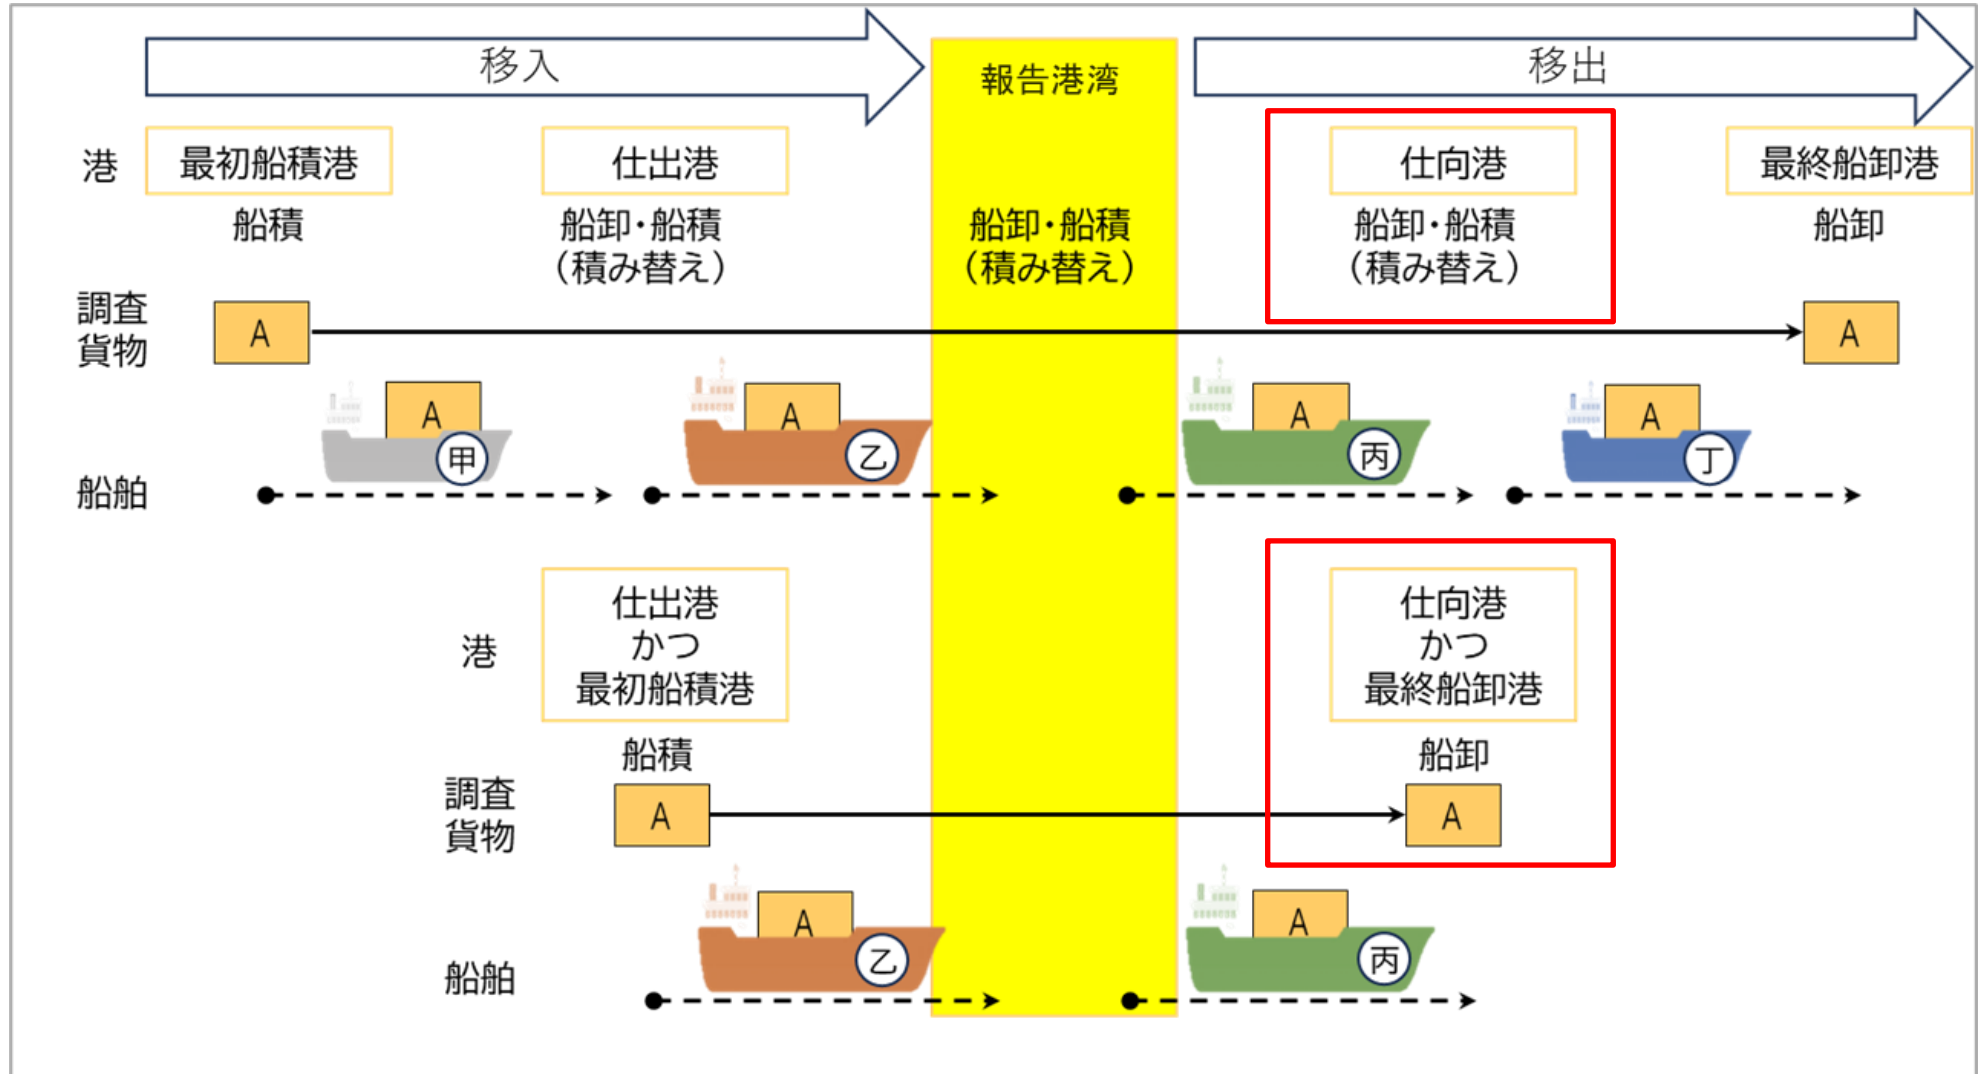 移入
報告港湾
移出
港
最初船積港
仕出港
仕向港
最終船卸港
船積
船卸・船積
(積み替え)
船卸・船積
(積み替え)
船卸・船積
(積み替え)
船卸
調査
貨物
A
A
A
A
A
A
甲
乙
丙
丁
船舶
港
仕出港
かつ
最初船積港
仕向港
かつ
最終船卸港
船積
船卸
調査
貨物
A
A
A
A
乙
丙
船舶